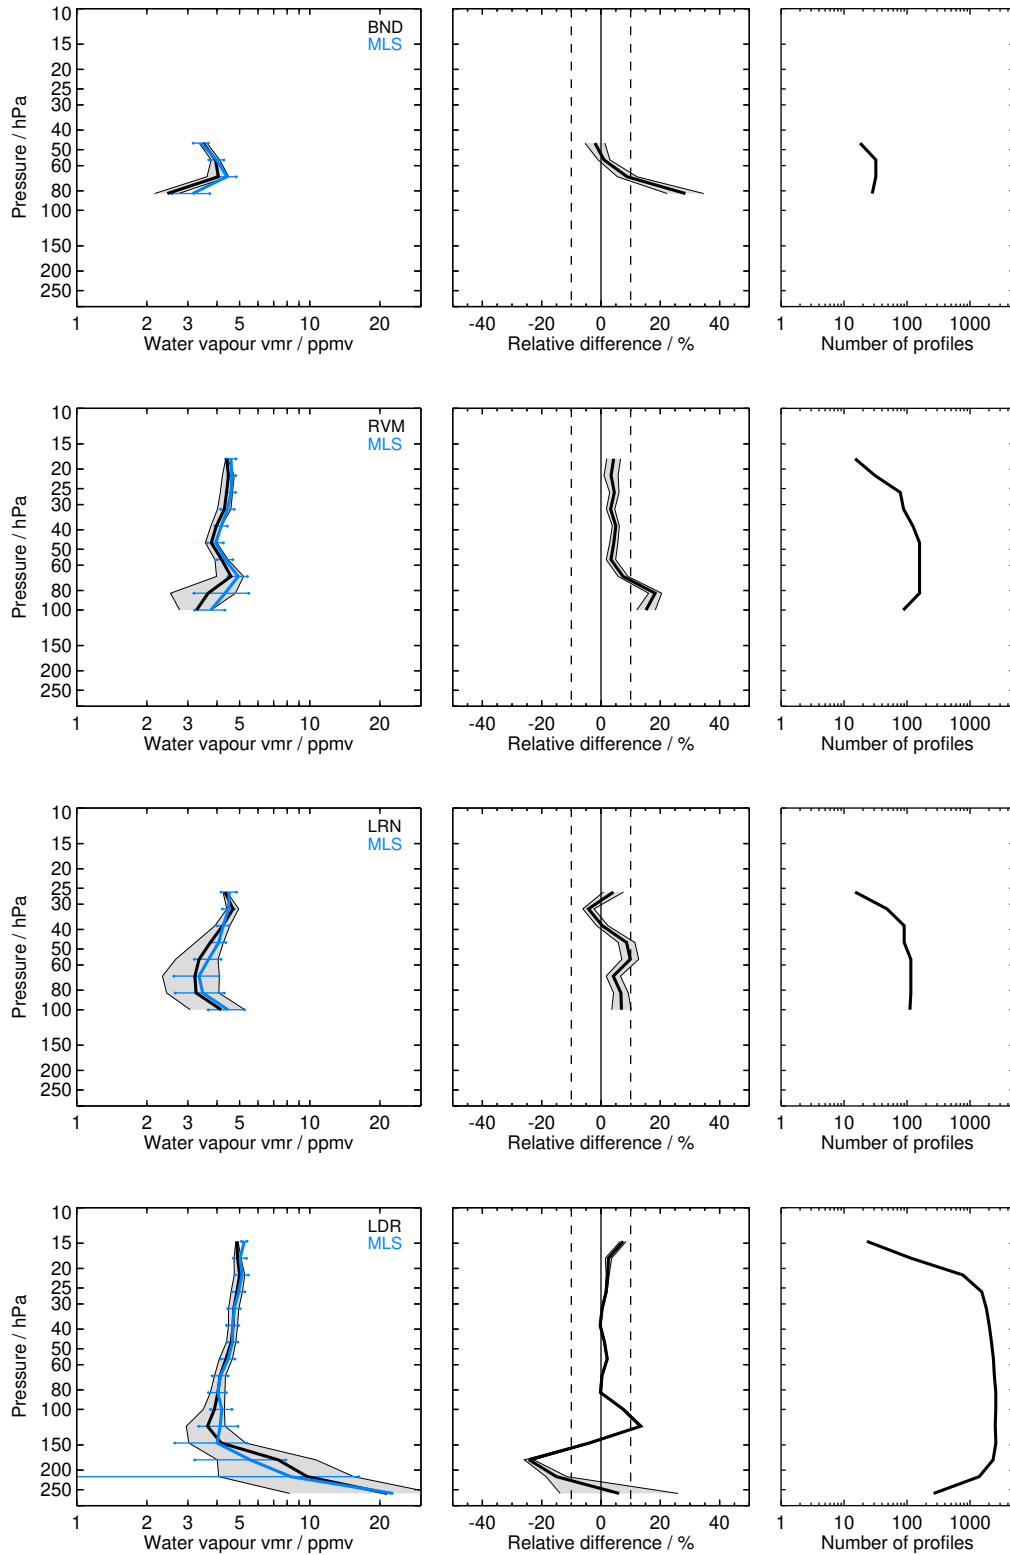 BND
MLS
10
15
20
25
30
40
50
60
80
100
150
200
250
Pressure / hPa
1 2 3 5 10 20
Water vapour vmr / ppmv
-40 -20 0 20 40
Relative difference / %
1 10 100 1000
Number of profiles
RVM
MLS
10
15
20
25
30
40
50
60
80
100
150
200
250
Pressure / hPa
1 2 3 5 10 20
Water vapour vmr / ppmv
-40 -20 0 20 40
Relative difference / %
1 10 100 1000
Number of profiles
LRN
MLS
10
15
20
25
30
40
50
60
80
100
150
200
250
Pressure / hPa
1 2 3 5 10 20
Water vapour vmr / ppmv
-40 -20 0 20 40
Relative difference / %
1 10 100 1000
Number of profiles
LDR
MLS
10
15
20
25
30
40
50
60
80
100
150
200
250
Pressure / hPa
1 2 3 5 10 20
Water vapour vmr / ppmv
-40 -20 0 20 40
Relative difference / %
1 10 100 1000
Number of profiles